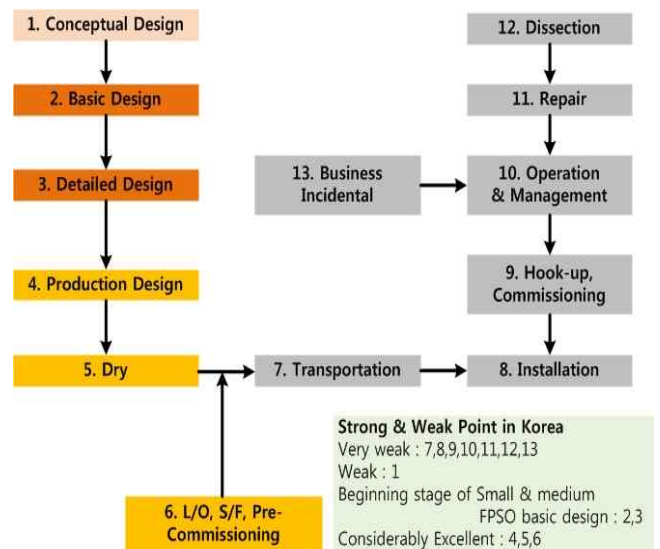 1. Conceptual Design
2. Basic Design
3. Detailed Design
4. Production Design
5. Dry
6. L/O, S/F, Pre-
Commissioning
7. Transportation
8. Installation
9. Hook-up,
Commissioning
10. Operation
& Management
11. Repair
12. Dissection
13. Business
Incidental
Strong & Weak Point in Korea
Very weak : 7,8,9,10,11,12,13
Weak : 1
Beginning stage of Small & medium
FPSO basic design : 2,3
Considerably Excellent : 4,5,6